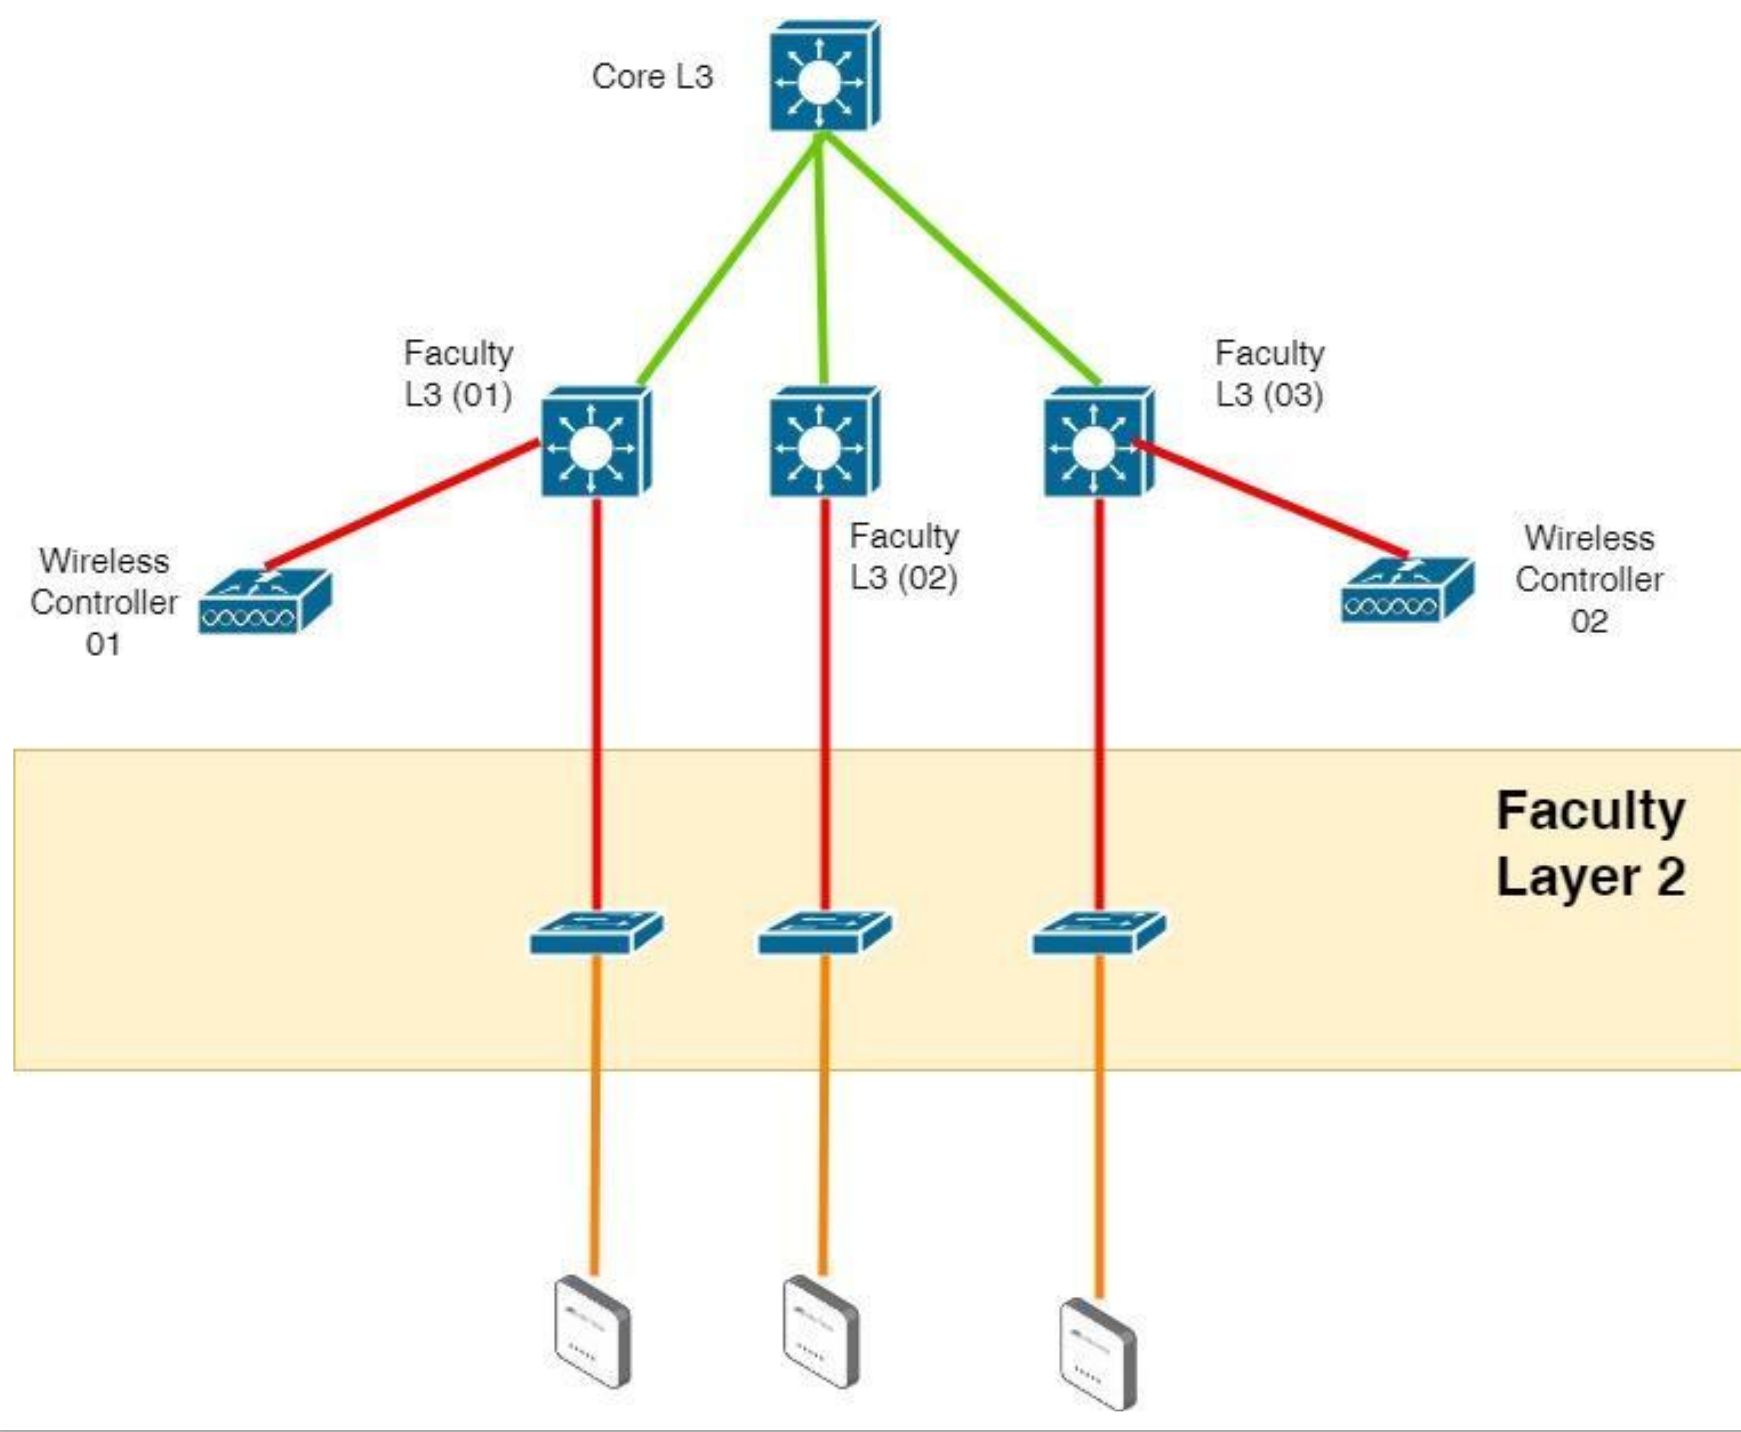 Core L3
Faculty
L3 (01)
Faculty
L3 (03)
Faculty
L3 (02)
Wireless
Controller
01
Wireless
Controller
02
Faculty
Layer 2